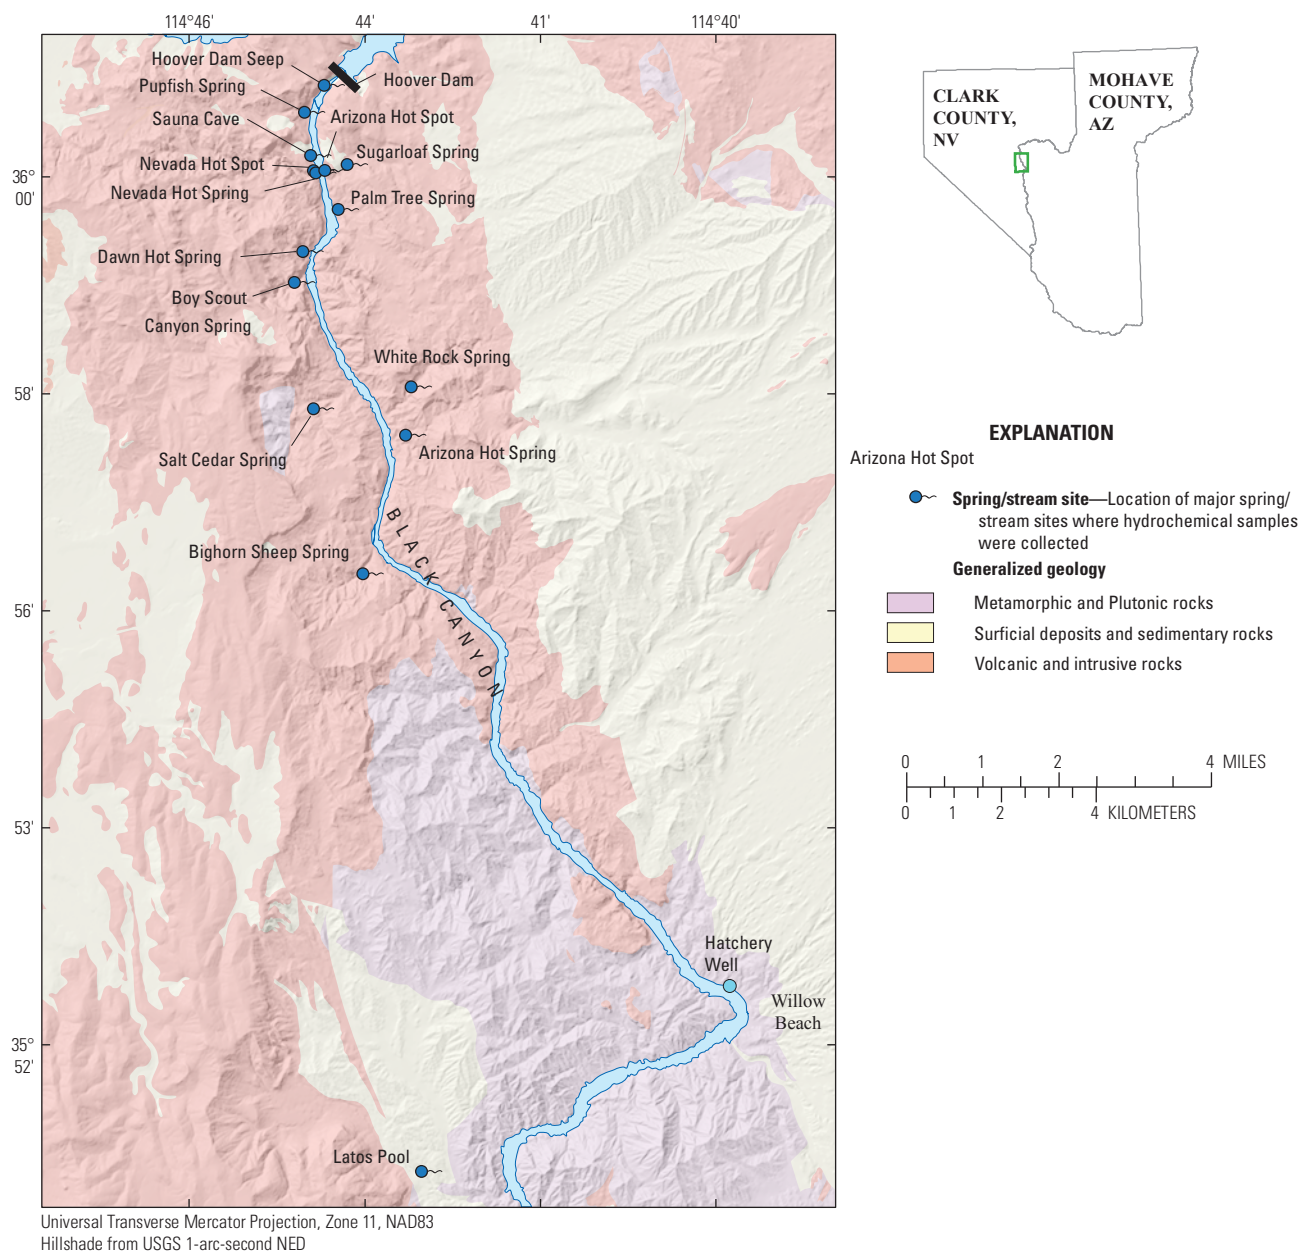 114°46'
44'
41'
114°40'
Hoover Dam Seep
Hoover Dam
Pupfish Spring
Sauna Cave
Arizona Hot Spot
Nevada Hot Spot
Sugarloaf Spring
Nevada Hot Spring
36°
00'
Palm Tree Spring
Dawn Hot Spring
Boy Scout
Canyon Spring
White Rock Spring
58'
Salt Cedar Spring
Arizona Hot Spring
BLACK CANYON
Bighorn Sheep Spring
56'
53'
Hatchery
Well
Willow
Beach
35°
52'
Latos Pool
Universal Transverse Mercator Projection, Zone 11, NAD83
Hillshade from USGS 1-arc-second NED
CLARK
COUNTY,
NV
MOHAVE
COUNTY,
AZ
EXPLANATION
Arizona Hot Spot
Spring/stream site—Location of major spring/
stream sites where hydrochemical samples
were collected
Generalized geology
Metamorphic and Plutonic rocks
Surficial deposits and sedimentary rocks
Volcanic and intrusive rocks
0 1 2 4 MILES
0 1 2 4 KILOMETERS